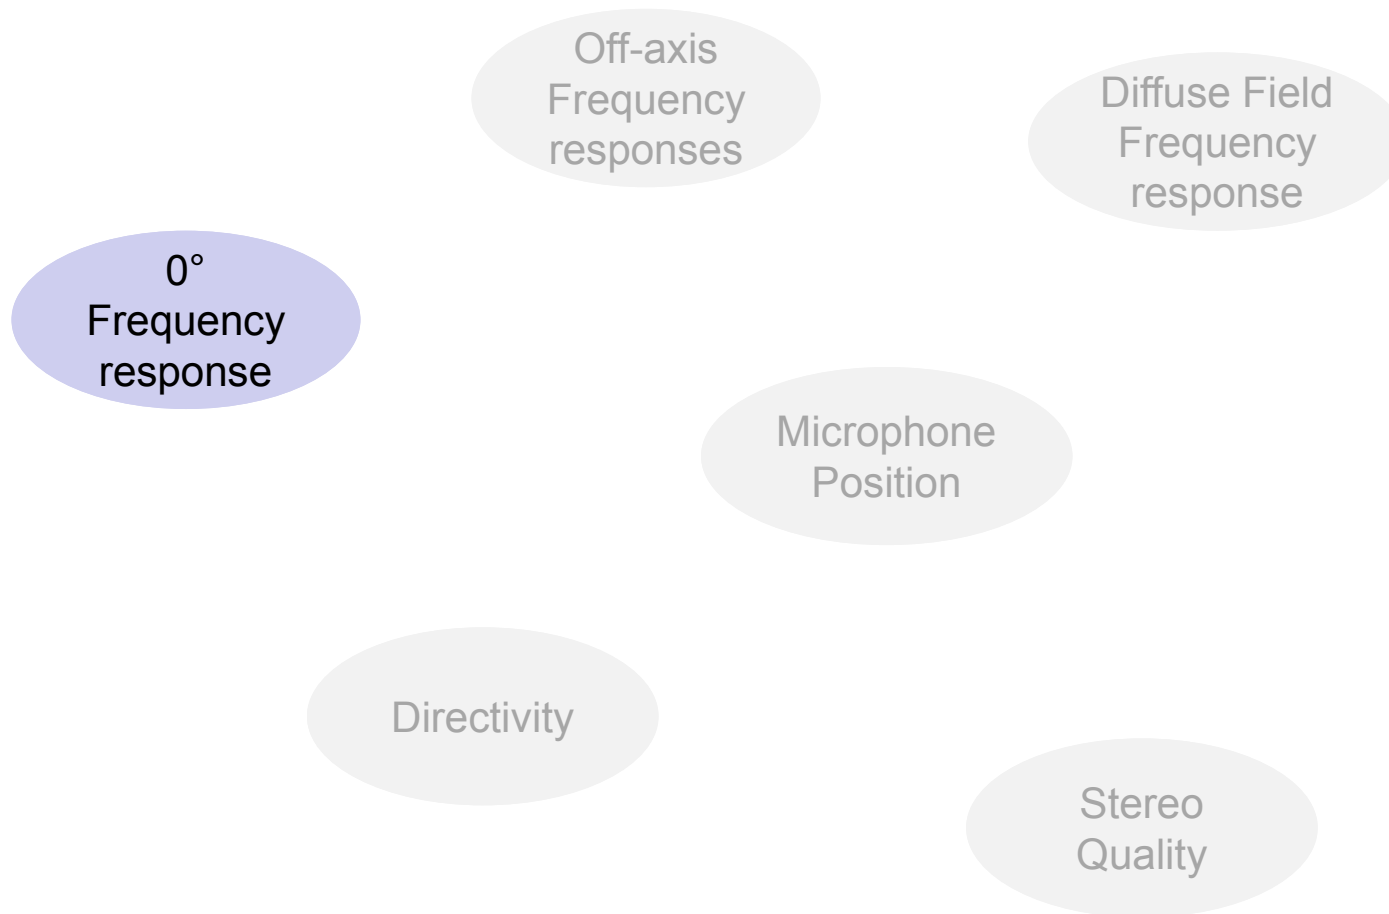 Off-axis
Frequency
responses
Diffuse Field
Frequency
response
0°
Frequency
response
Microphone
Position
Directivity
Stereo
Quality